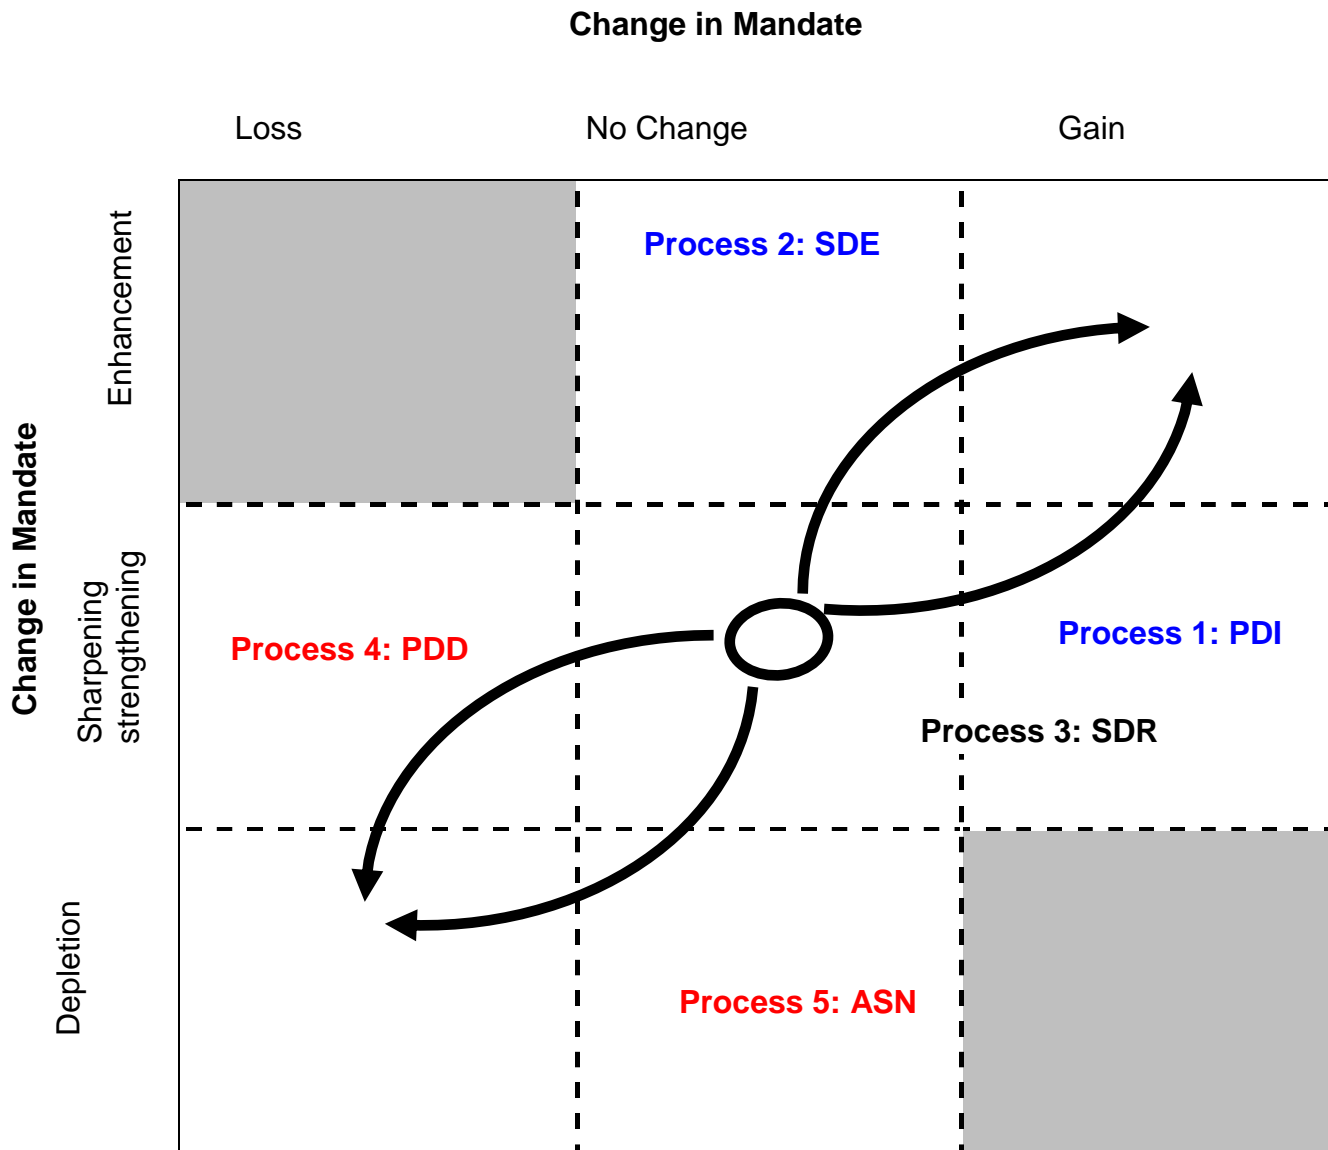 Change in Mandate
Loss
No Change
Gain
Change in Mandate
Enhancement
Sharpening
strengthening
Depletion
Process 2: SDE
Process 4: PDD
Process 1: PDI
Process 3: SDR
Process 5: ASN